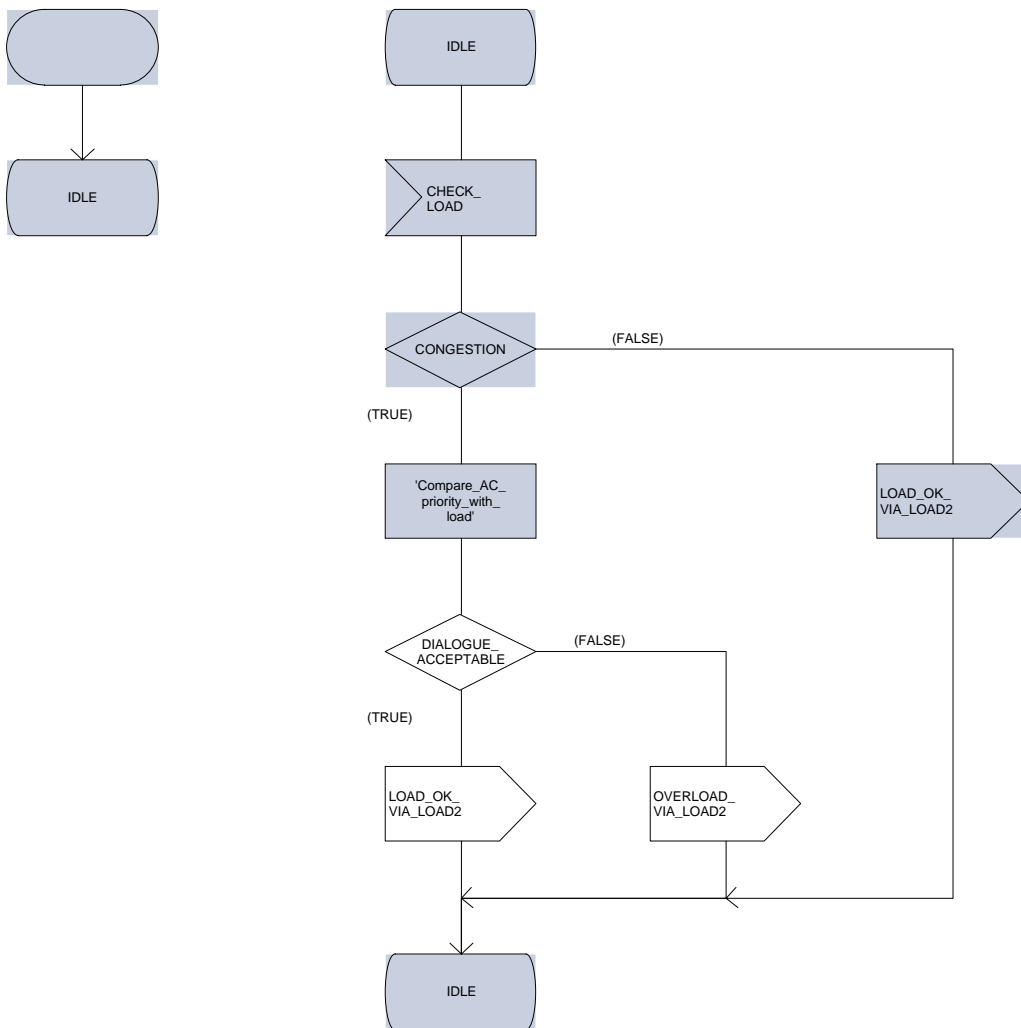 IDLE
IDLE
CHECK_
LOAD
CONGESTION
(FALSE)
(TRUE)
'Compare_AC_
priority_with_
load'
LOAD_OK_
VIA_LOAD2
DIALOGUE_
ACCEPTABLE
(FALSE)
(TRUE)
LOAD_OK_
VIA_LOAD2
OVERLOAD_
VIA_LOAD2
IDLE